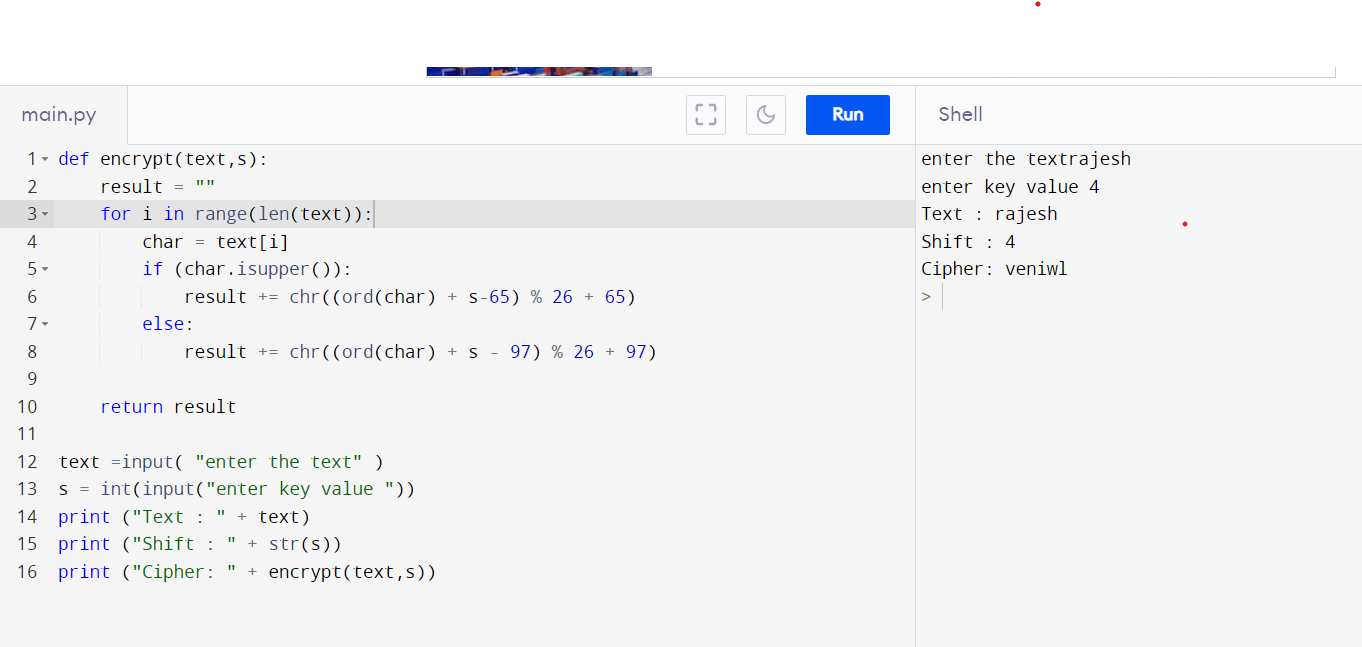 main.py
Run
Shell
1 def encrypt(text,s):
2     result = ""
3     for i in range(len(text)):
4         char = text[i]
5         if (char.isupper()):
6             result += chr((ord(char) + s-65) % 26 + 65)
7         else:
8             result += chr((ord(char) + s - 97) % 26 + 97)
9
10     return result
11
12 text =input( "enter the text" )
13 s = int(input("enter key value "))
14 print ("Text : " + text)
15 print ("Shift : " + str(s))
16 print ("Cipher: " + encrypt(text,s))
enter the textrajesh
enter key value 4
Text : rajesh
Shift : 4
Cipher: veniwl
>